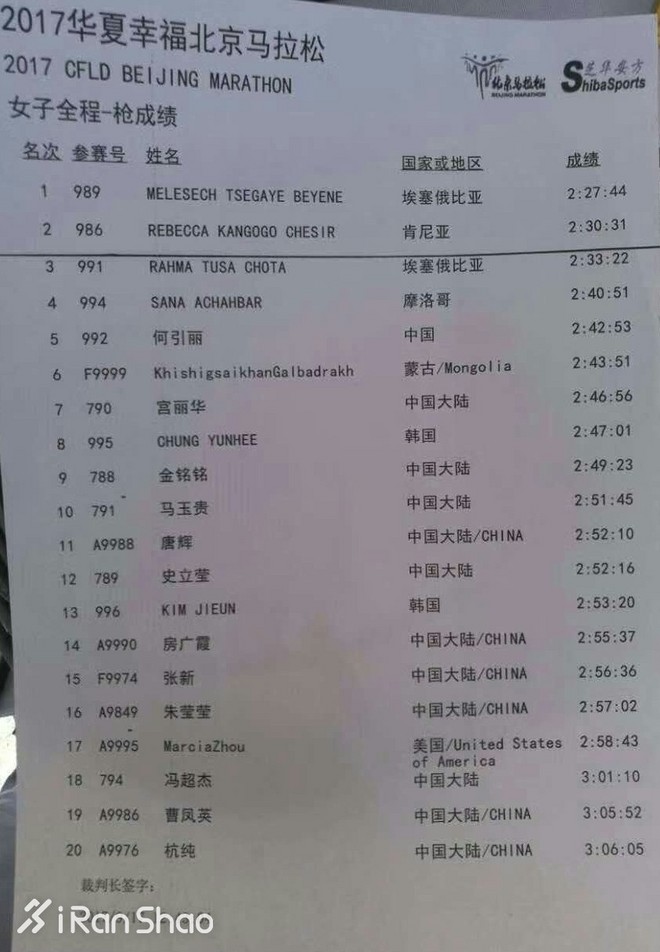 2017华夏幸福北京马拉松
2017 CFLD BEIJING MARATHON
北京马拉松
BEIJING MARATHON
芝华安方
ShibaSports
女子全程-枪成绩
名次 参赛号 姓名 国家或地区 成绩
1 989 MELESECH TSEGAYE BEYENE 埃塞俄比亚 2:27:44
2 986 REBECCA KANGOGO CHESIR 肯尼亚 2:30:31
3 991 RAHMA TUSA CHOTA 埃塞俄比亚 2:33:22
4 994 SANA ACHAHBAR 摩洛哥 2:40:51
5 992 何引丽 中国 2:42:53
6 F9999 KhishigsaikhanGalbadrakh 蒙古/Mongolia 2:43:51
7 790 宫丽华 中国大陆 2:46:56
8 995 CHUNG YUNHEE 韩国 2:47:01
9 788 金铭铭 中国大陆 2:49:23
10 791 马玉贵 中国大陆 2:51:45
11 A9988 唐辉 中国大陆/CHINA 2:52:10
12 789 史立莹 中国大陆 2:52:16
13 996 KIM JIEUN 韩国 2:53:20
14 A9990 房广霞 中国大陆/CHINA 2:55:37
15 F9974 张新 中国大陆/CHINA 2:56:36
16 A9849 朱莹莹 中国大陆/CHINA 2:57:02
17 A9995 MarciaZhou 美国/United States 2:58:43
of America
18 794 冯超杰 中国大陆 3:01:10
19 A9986 曹凤英 中国大陆/CHINA 3:05:52
20 A9976 杭纯 中国大陆/CHINA 3:06:05
裁判长签字:
iRanShao